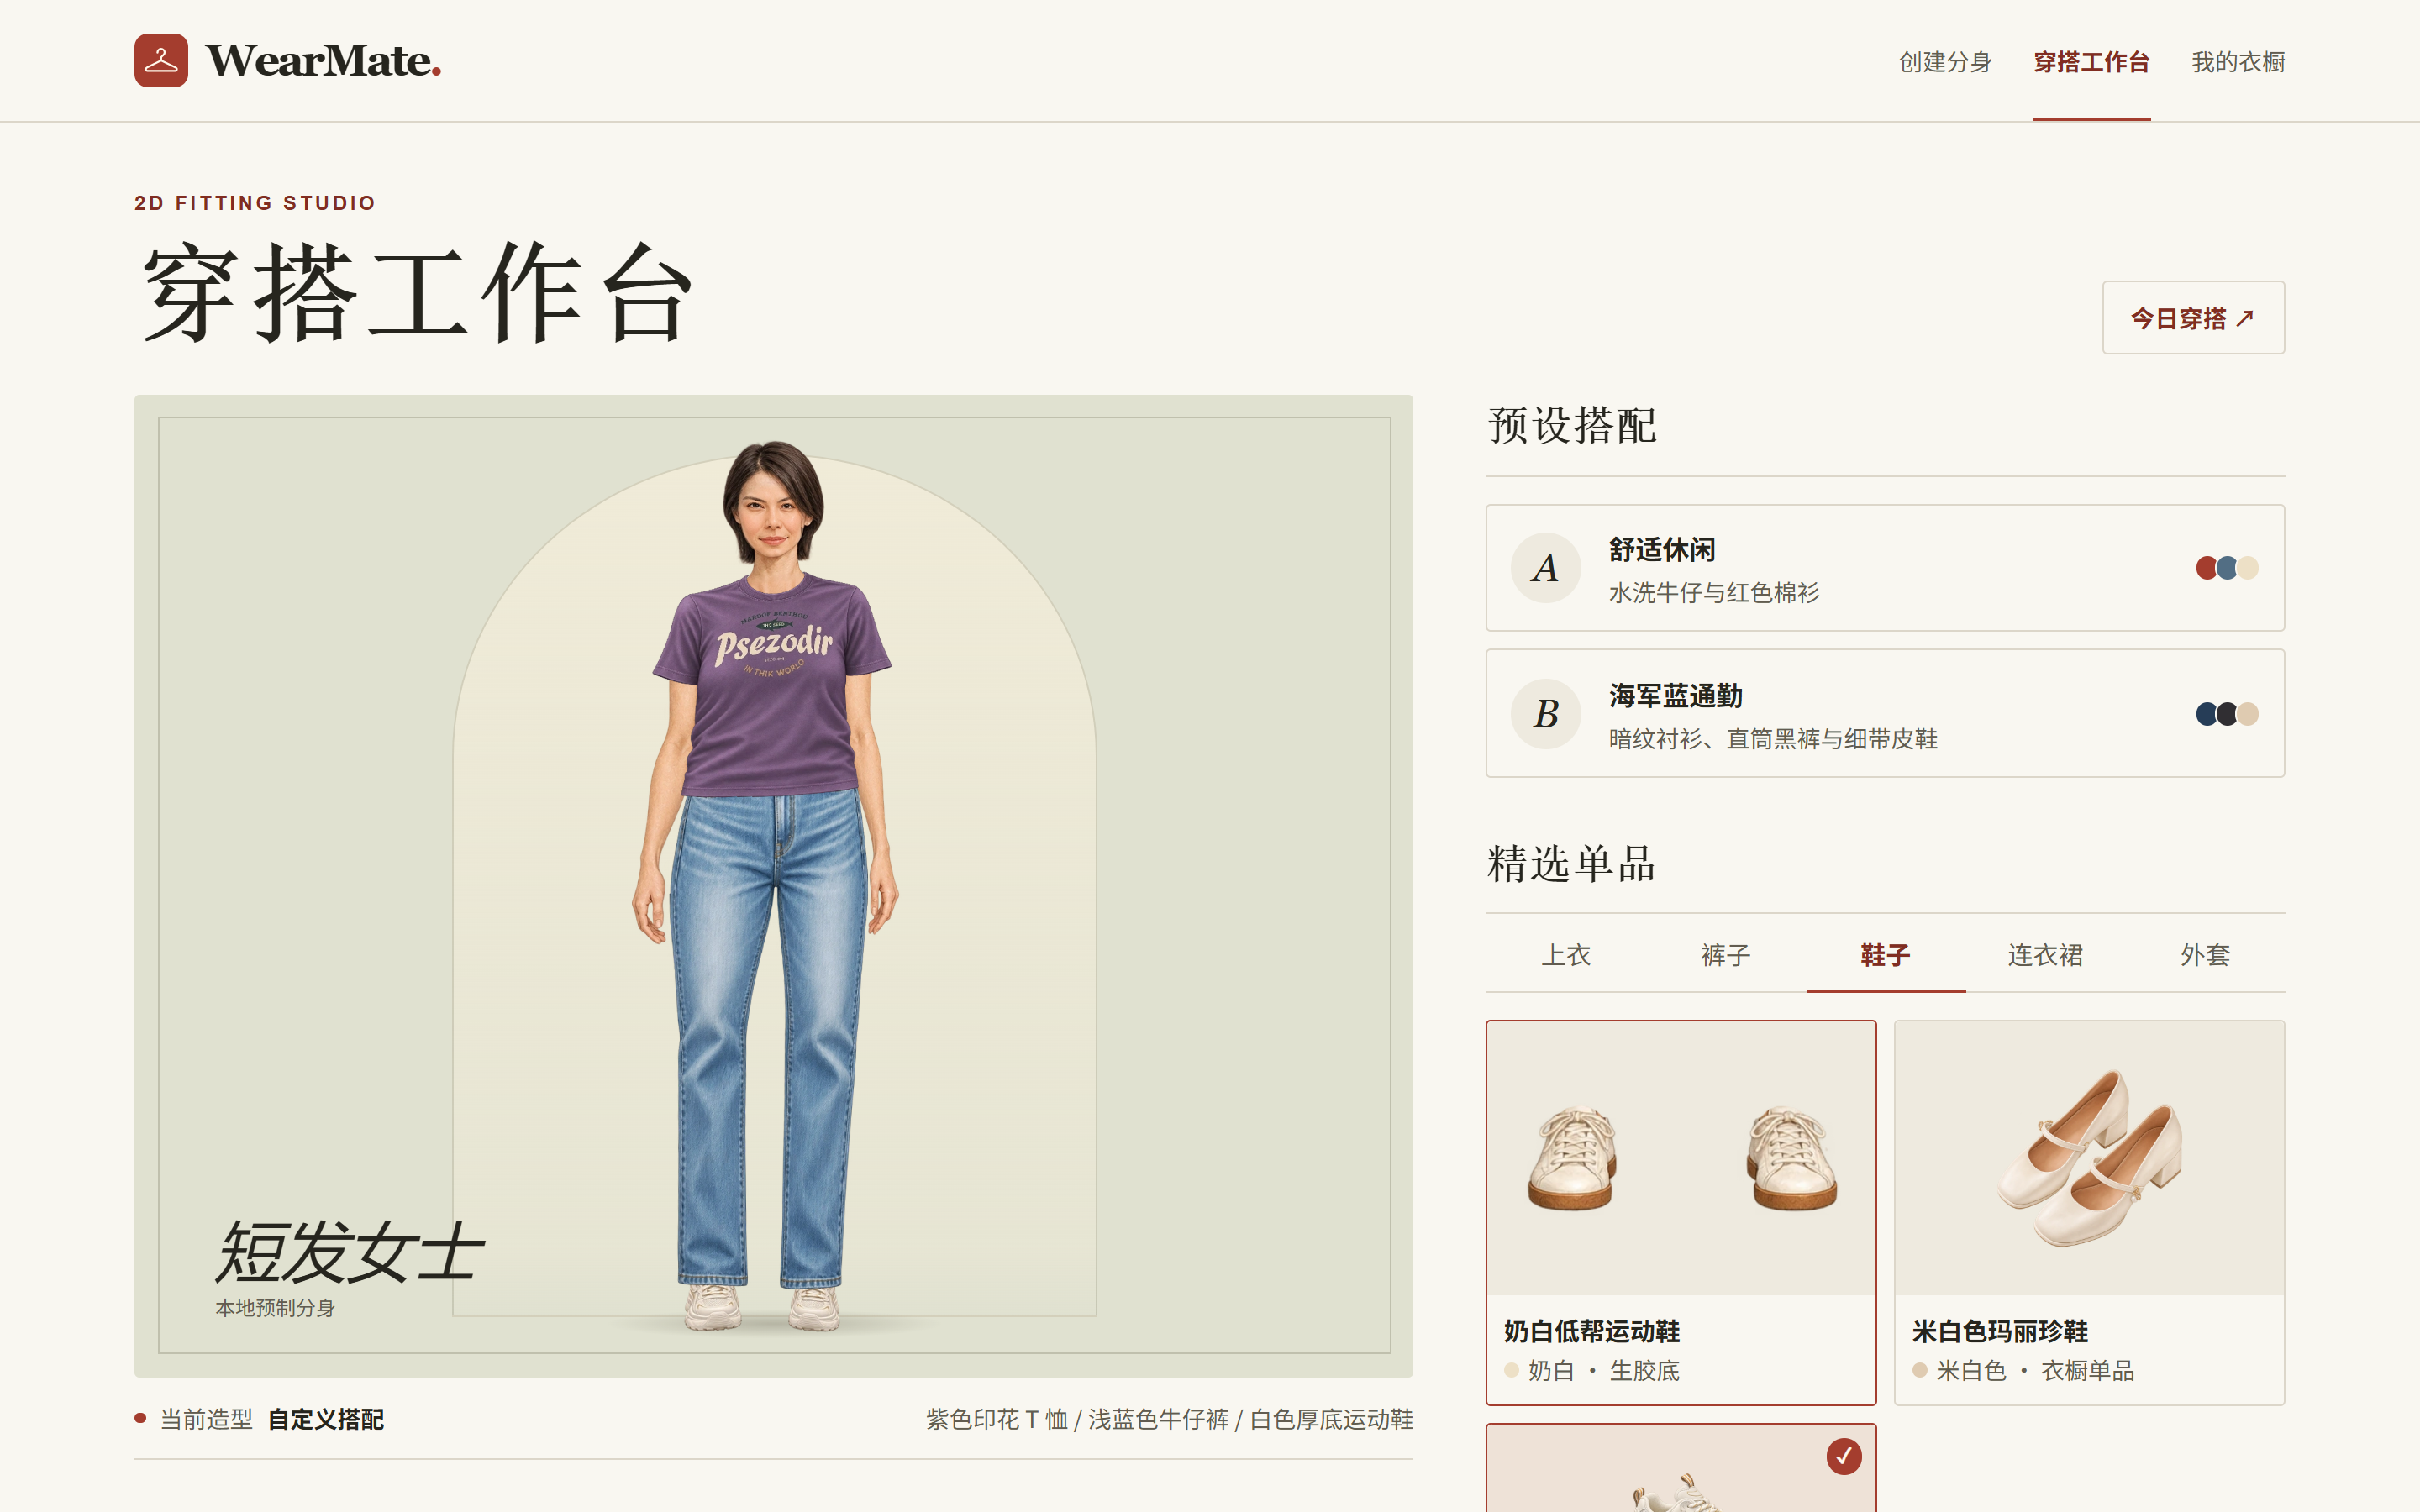 WearMate.
创建分身
穿搭工作台
我的衣橱
2D FITTING STUDIO
穿搭工作台
今日穿搭 ↗
Psezodir
IN THIK WORLD
短发女士
本地预制分身
当前造型 自定义搭配
紫色印花 T 恤 / 浅蓝色牛仔裤 / 白色厚底运动鞋
预设搭配
A
舒适休闲
水洗牛仔与红色棉衫
B
海军蓝通勤
暗纹衬衫、直筒黑裤与细带皮鞋
精选单品
上衣
裤子
鞋子
连衣裙
外套
奶白低帮运动鞋
奶白 · 生胶底
米白色玛丽珍鞋
米白色 · 衣橱单品